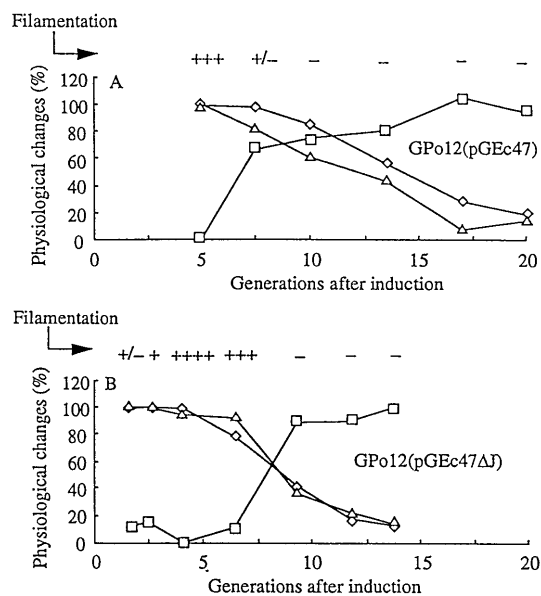 Filamentation
+++ +/– – – – –
Physiological changes (%)
120
100
80
60
40
20
0
A
GPo12(pGEc47)
0 5 10 15 20
Generations after induction
Filamentation
+/– + ++++ +++ – – –
Physiological changes (%)
120
100
80
60
40
20
0
B
GPo12(pGEc47ΔJ)
0 5 10 15 20
Generations after induction